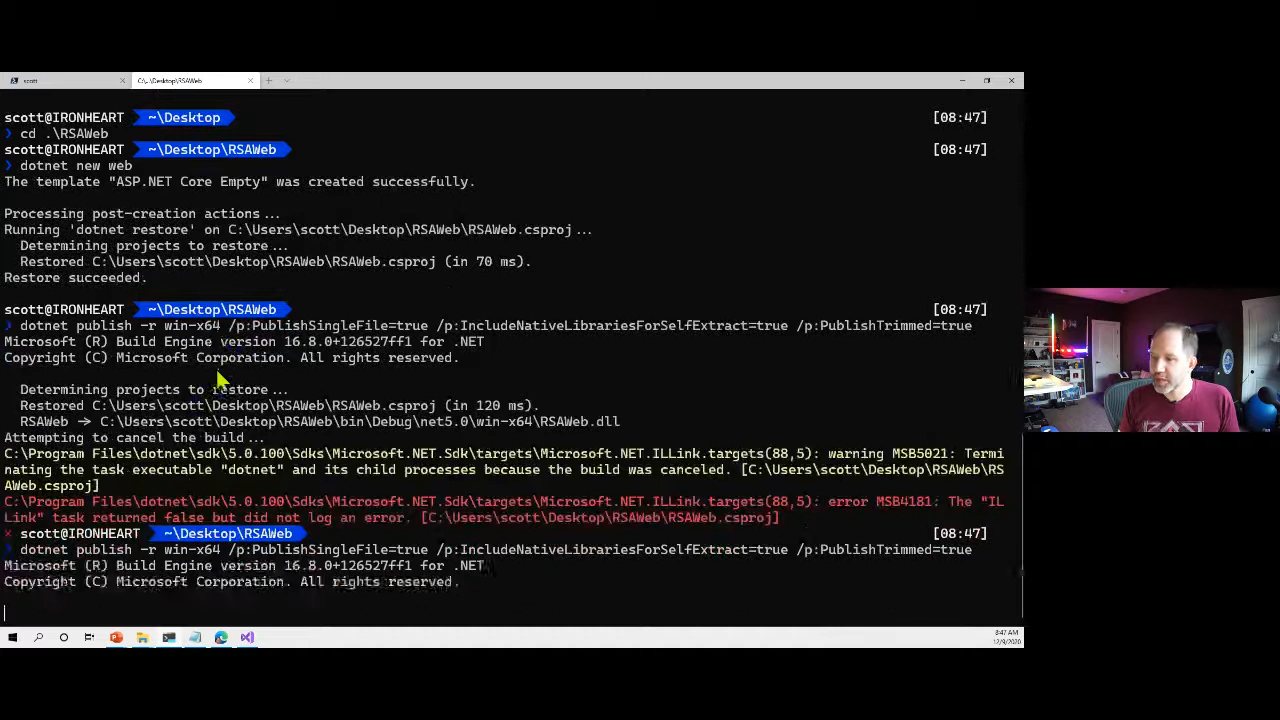 scott
C:\..\Desktop\RSAWeb
scott@IRONHEART ~\Desktop [08:47]
❯ cd .\RSAWeb
scott@IRONHEART ~\Desktop\RSAWeb [08:47]
❯ dotnet new web
The template "ASP.NET Core Empty" was created successfully.
Processing post-creation actions...
Running 'dotnet restore' on C:\Users\scott\Desktop\RSAWeb\RSAWeb.csproj...
Determining projects to restore...
Restored C:\Users\scott\Desktop\RSAWeb\RSAWeb.csproj (in 70 ms).
Restore succeeded.
scott@IRONHEART ~\Desktop\RSAWeb [08:47]
❯ dotnet publish -r win-x64 /p:PublishSingleFile=true /p:IncludeNativeLibrariesForSelfExtract=true /p:PublishTrimmed=true
Microsoft (R) Build Engine version 16.8.0+126527ff1 for .NET
Copyright (C) Microsoft Corporation. All rights reserved.
Determining projects to restore...
Restored C:\Users\scott\Desktop\RSAWeb\RSAWeb.csproj (in 120 ms).
RSAWeb → C:\Users\scott\Desktop\RSAWeb\bin\Debug\net5.0\win-x64\RSAWeb.dll
Attempting to cancel the build...
C:\Program Files\dotnet\sdk\5.0.100\Sdks\Microsoft.NET.Sdk\targets\Microsoft.NET.ILLink.targets(88,5): warning MSB5021: Termi
nating the task executable "dotnet" and its child processes because the build was canceled. [C:\Users\scott\Desktop\RSAWeb\RS
AWeb.csproj]
C:\Program Files\dotnet\sdk\5.0.100\Sdks\Microsoft.NET.Sdk\targets\Microsoft.NET.ILLink.targets(88,5): error MSB4181: The "IL
Link" task returned false but did not log an error. [C:\Users\scott\Desktop\RSAWeb\RSAWeb.csproj]
× scott@IRONHEART ~\Desktop\RSAWeb [08:47]
❯ dotnet publish -r win-x64 /p:PublishSingleFile=true /p:IncludeNativeLibrariesForSelfExtract=true /p:PublishTrimmed=true
Microsoft (R) Build Engine version 16.8.0+126527ff1 for .NET
Copyright (C) Microsoft Corporation. All rights reserved.
8:47 AM
12/9/2020